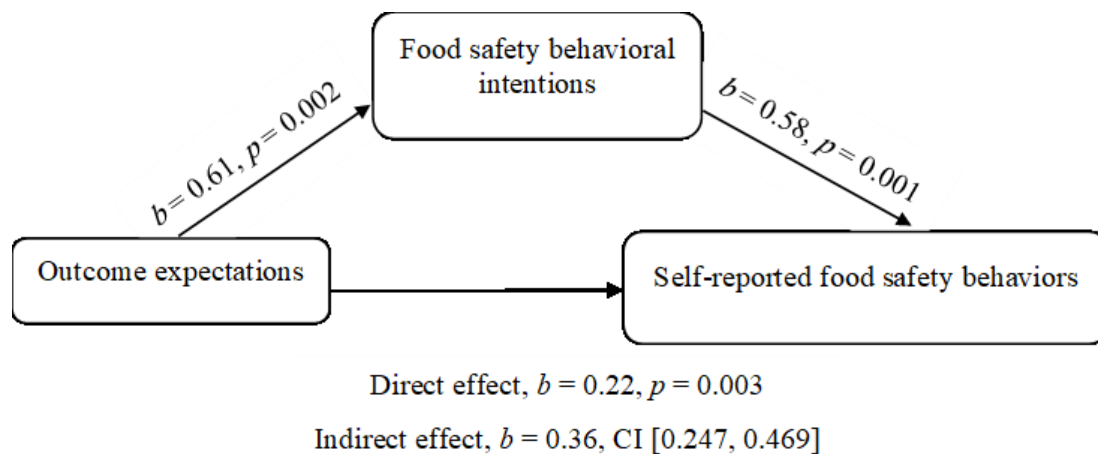 Food safety behavioral
intentions
b = 0.61, p = 0.002
b = 0.58, p = 0.001
Outcome expectations
Self-reported food safety behaviors
Direct effect, b = 0.22, p = 0.003
Indirect effect, b = 0.36, CI [0.247, 0.469]